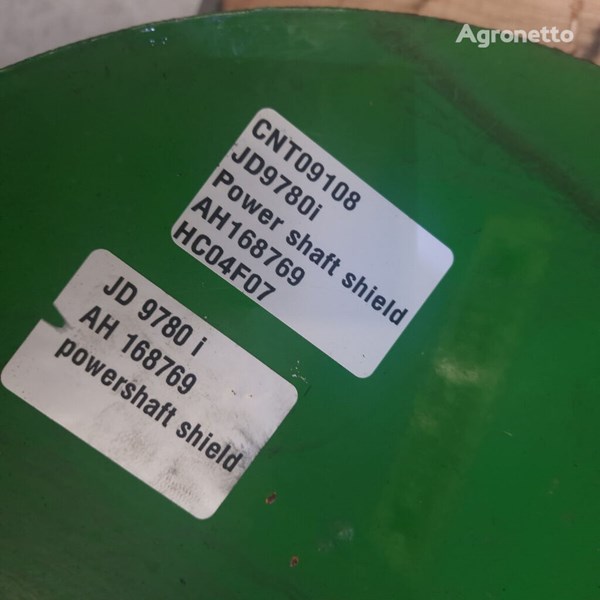 Agronetto
CNT09108
JD9780i
Power shaft shield
AH168769
HC04F07
JD 9780 i
AH 168769
powershaft shield